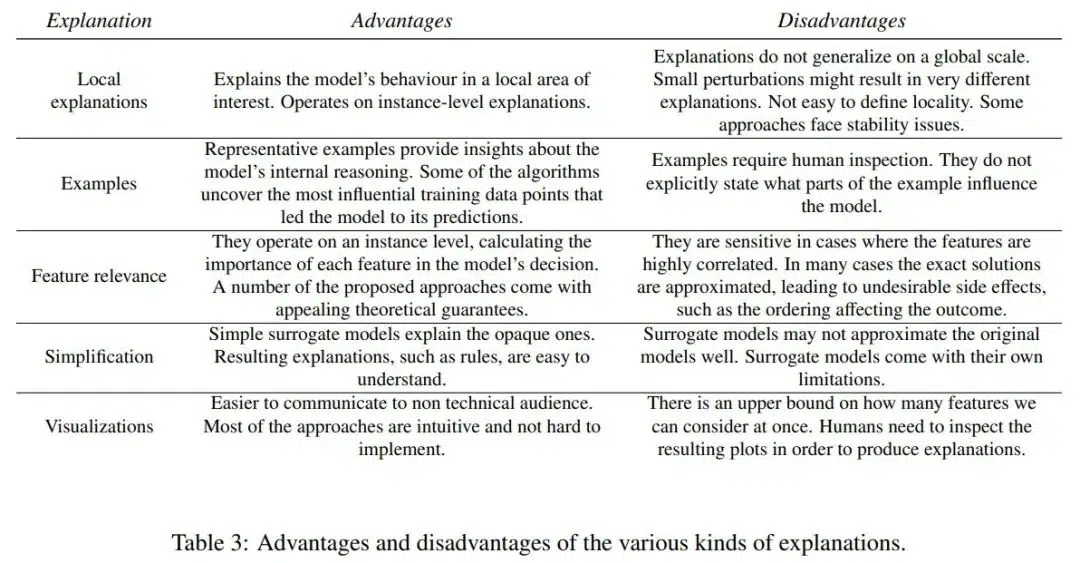 Explanation Advantages Disadvantages
Local
explanations
Explains the model's behaviour in a local area of
interest. Operates on instance-level explanations.
Explanations do not generalize on a global scale.
Small perturbations might result in very different
explanations. Not easy to define locality. Some
approaches face stability issues.
Examples
Representative examples provide insights about the
model's internal reasoning. Some of the algorithms
uncover the most influential training data points that
led the model to its predictions.
Examples require human inspection. They do not
explicitly state what parts of the example influence
the model.
Feature relevance
They operate on an instance level, calculating the
importance of each feature in the model's decision.
A number of the proposed approaches come with
appealing theoretical guarantees.
They are sensitive in cases where the features are
highly correlated. In many cases the exact solutions
are approximated, leading to undesirable side effects,
such as the ordering affecting the outcome.
Simplification
Simple surrogate models explain the opaque ones.
Resulting explanations, such as rules, are easy to
understand.
Surrogate models may not approximate the original
models well. Surrogate models come with their own
limitations.
Visualizations
Easier to communicate to non technical audience.
Most of the approaches are intuitive and not hard to
implement.
There is an upper bound on how many features we
can consider at once. Humans need to inspect the
resulting plots in order to produce explanations.
Table 3: Advantages and disadvantages of the various kinds of explanations.